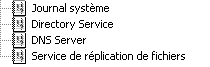 Journal système
Directory Service
DNS Server
Service de réplication de fichiers